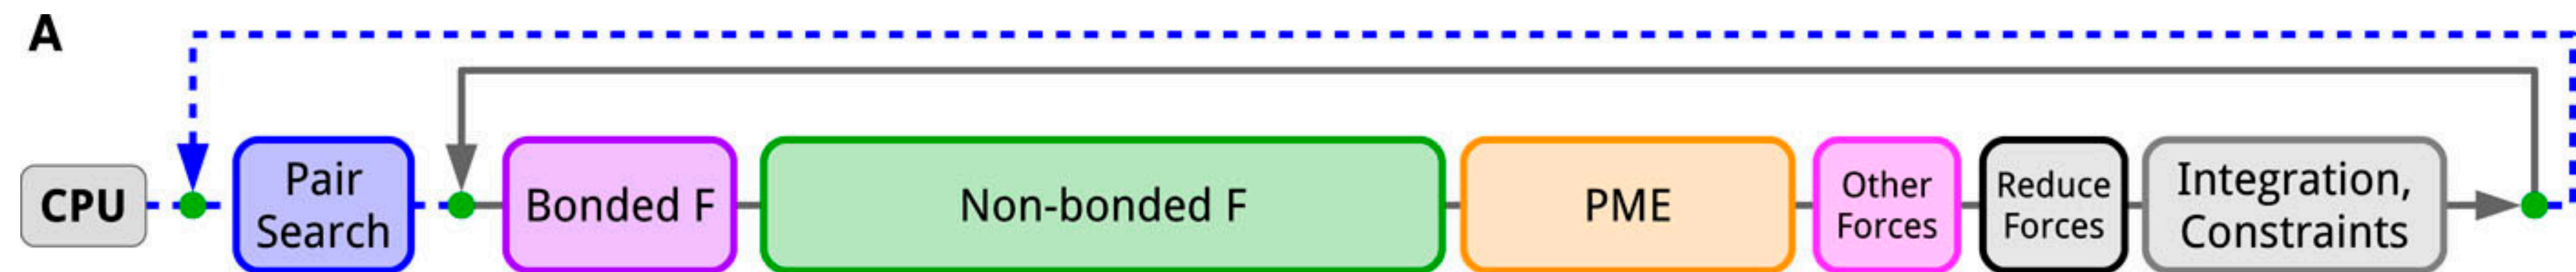 A
CPU
Pair
Search
Bonded F
Non-bonded F
PME
Other
Forces
Reduce
Forces
Integration,
Constraints